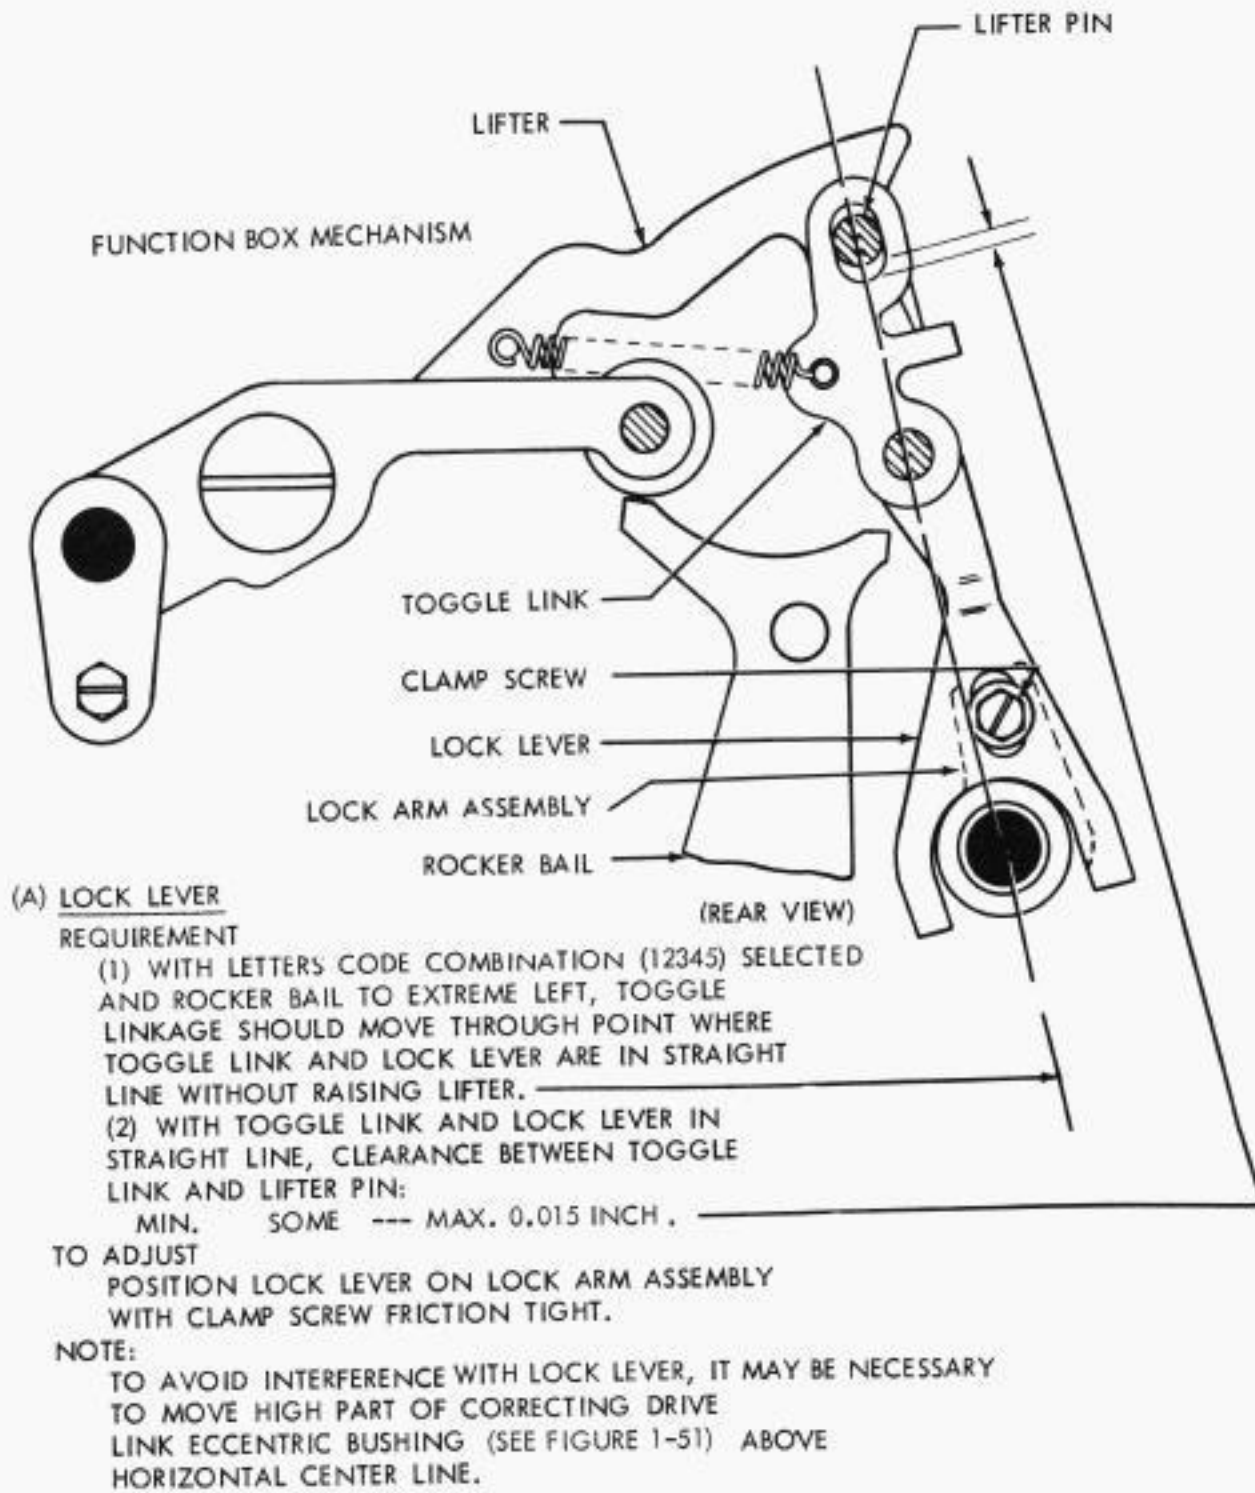 LIFTER PIN
LIFTER
FUNCTION BOX MECHANISM
TOGGLE LINK
CLAMP SCREW
LOCK LEVER
LOCK ARM ASSEMBLY
ROCKER BAIL
(REAR VIEW)
(A) LOCK LEVER
REQUIREMENT
(1) WITH LETTERS CODE COMBINATION (12345) SELECTED
AND ROCKER BAIL TO EXTREME LEFT, TOGGLE
LINKAGE SHOULD MOVE THROUGH POINT WHERE
TOGGLE LINK AND LOCK LEVER ARE IN STRAIGHT
LINE WITHOUT RAISING LIFTER.
(2) WITH TOGGLE LINK AND LOCK LEVER IN
STRAIGHT LINE, CLEARANCE BETWEEN TOGGLE
LINK AND LIFTER PIN:
MIN. SOME --- MAX. 0.015 INCH.
TO ADJUST
POSITION LOCK LEVER ON LOCK ARM ASSEMBLY
WITH CLAMP SCREW FRICTION TIGHT.
NOTE:
TO AVOID INTERFERENCE WITH LOCK LEVER, IT MAY BE NECESSARY
TO MOVE HIGH PART OF CORRECTING DRIVE
LINK ECCENTRIC BUSHING (SEE FIGURE 1-51) ABOVE
HORIZONTAL CENTER LINE.